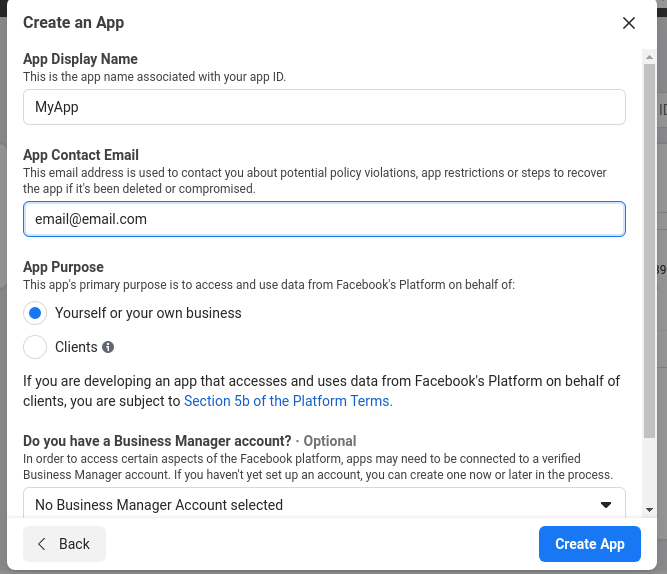 Create an App
App Display Name
This is the app name associated with your app ID.
MyApp
App Contact Email
This email address is used to contact you about potential policy violations, app restrictions or steps to recover
the app if it's been deleted or compromised.
email@email.com
App Purpose
This app's primary purpose is to access and use data from Facebook's Platform on behalf of:
Yourself or your own business
Clients
If you are developing an app that accesses and uses data from Facebook's Platform on behalf of
clients, you are subject to Section 5b of the Platform Terms.
Do you have a Business Manager account? · Optional
In order to access certain aspects of the Facebook platform, apps may need to be connected to a verified
Business Manager account. If you haven't yet set up an account, you can create one now or later in the process.
No Business Manager Account selected
Back
Create App